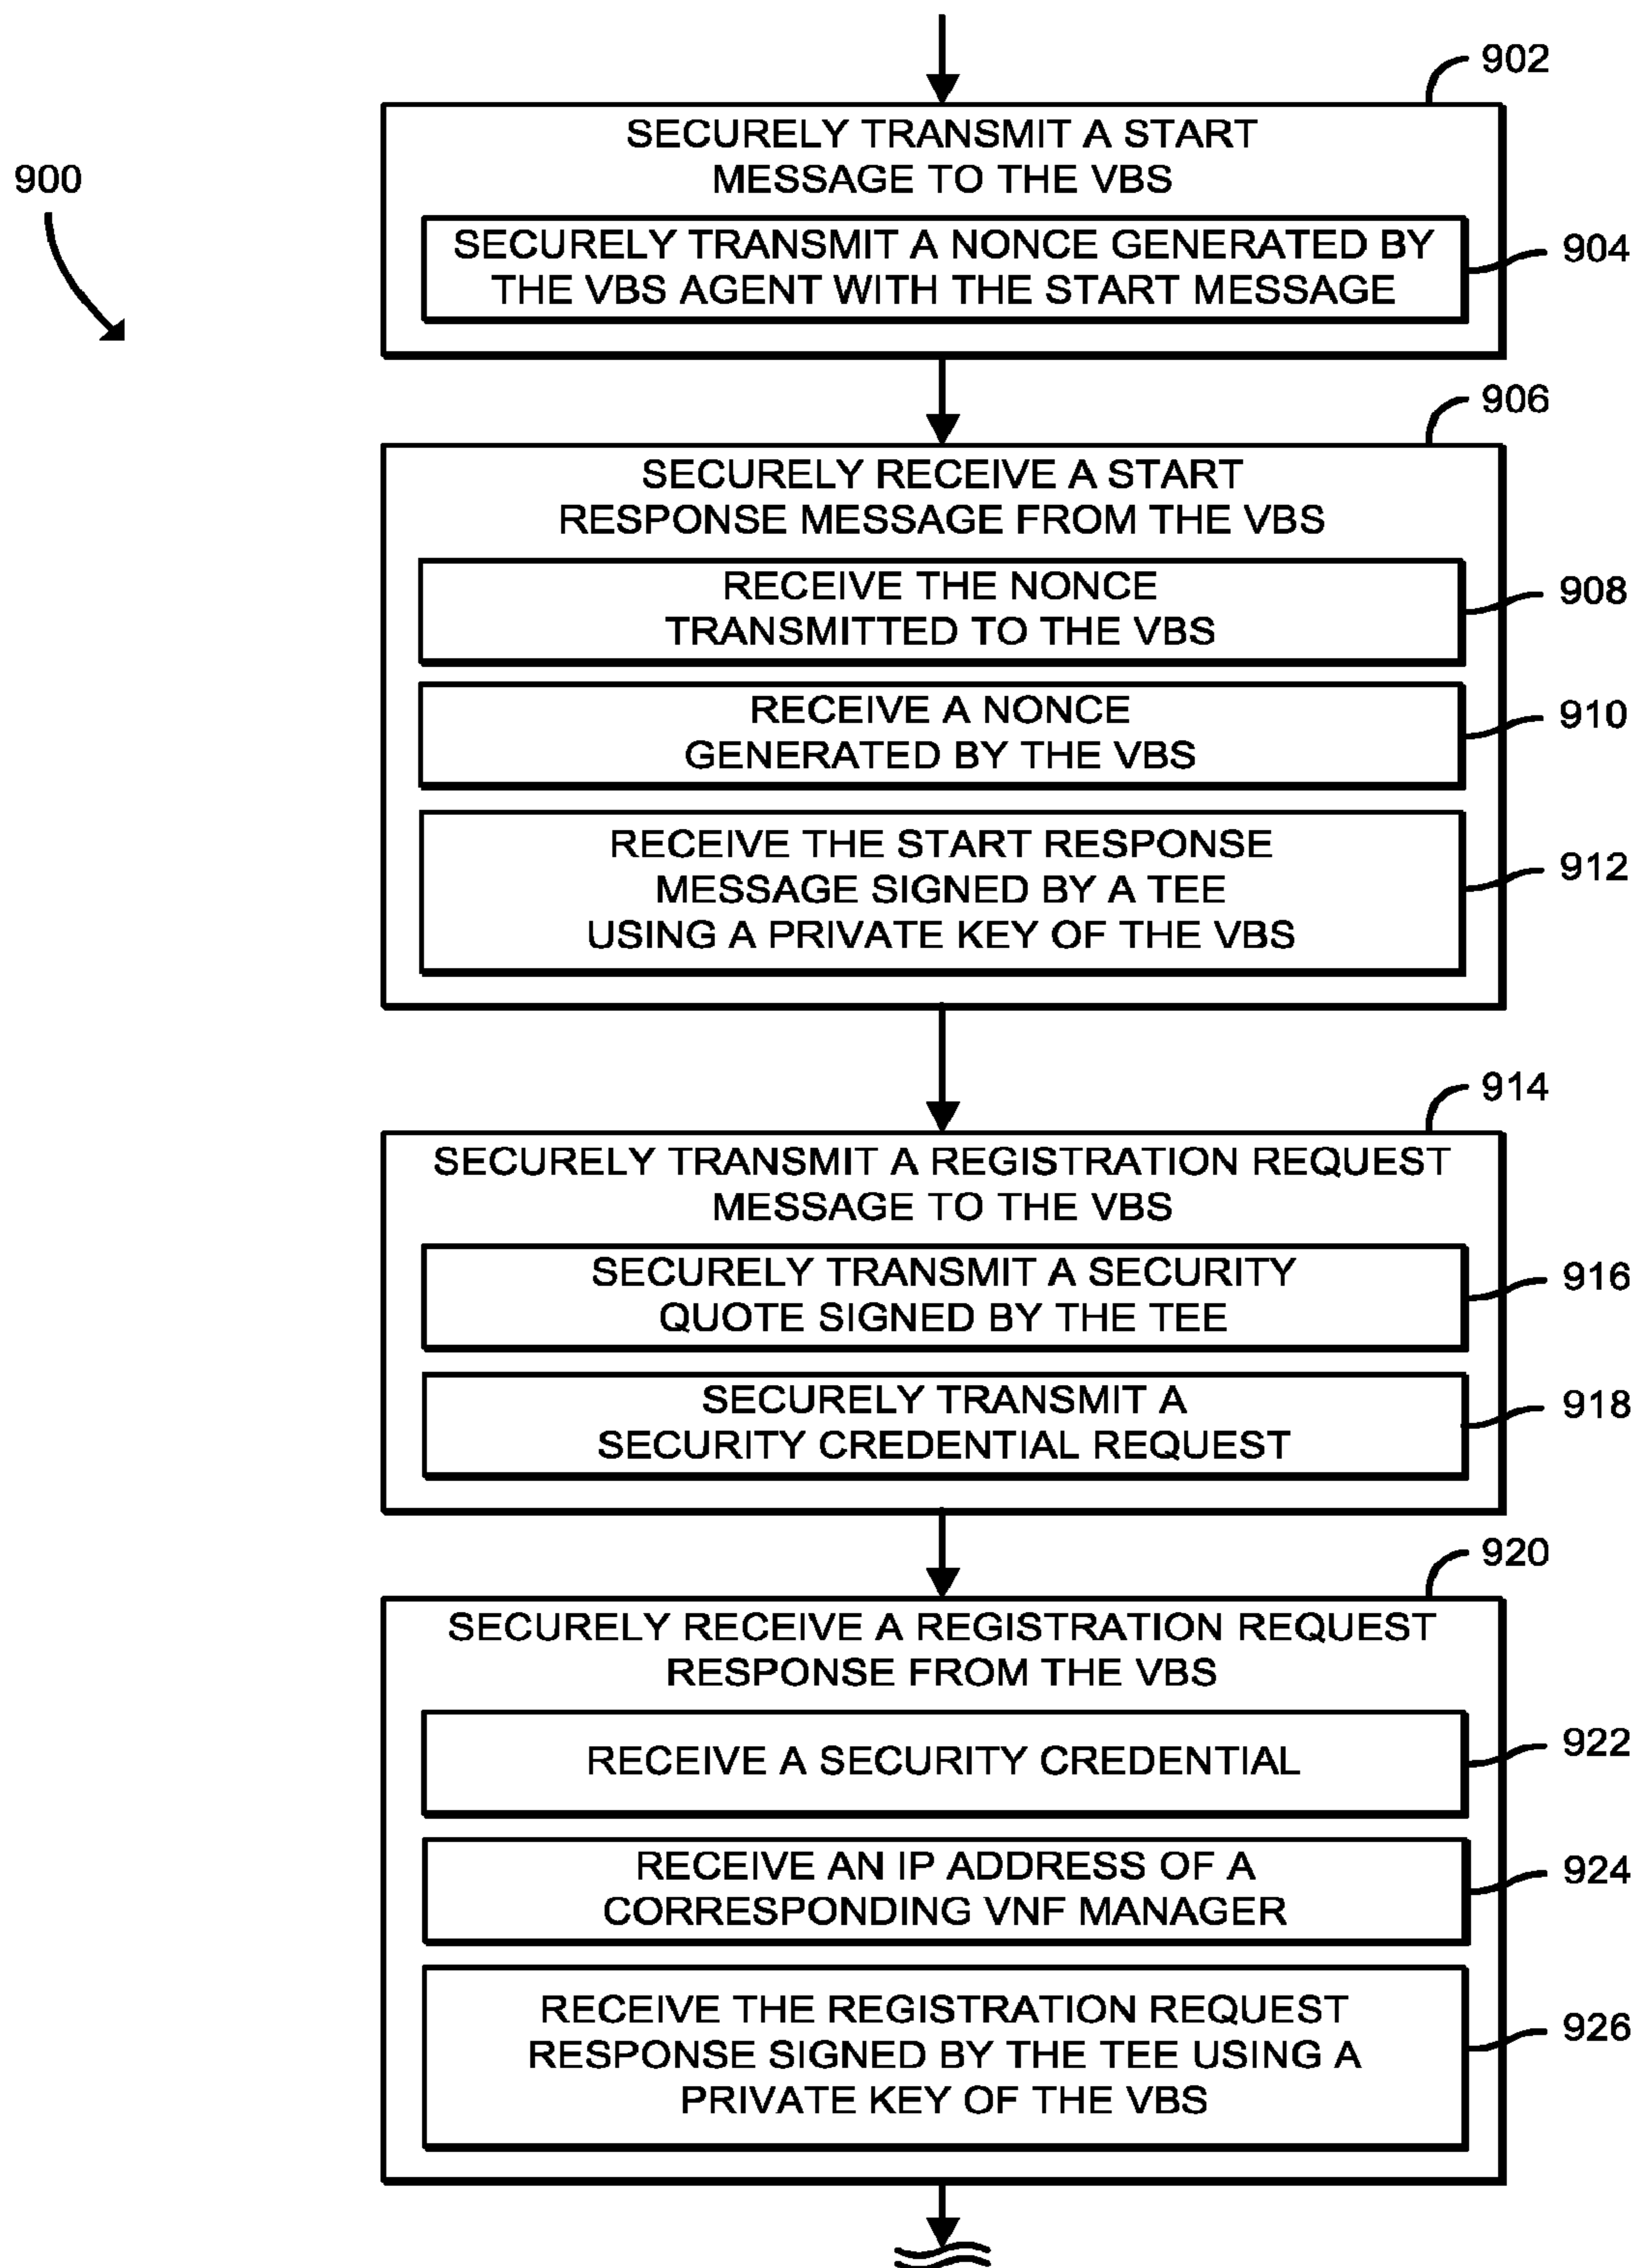 902
SECURELY TRANSMIT A START
MESSAGE TO THE VBS
900
SECURELY TRANSMIT A NONCE GENERATED BY
THE VBS AGENT WITH THE START MESSAGE
904
906
SECURELY RECEIVE A START
RESPONSE MESSAGE FROM THE VBS
RECEIVE THE NONCE
TRANSMITTED TO THE VBS
908
RECEIVE A NONCE
GENERATED BY THE VBS
910
RECEIVE THE START RESPONSE
MESSAGE SIGNED BY A TEE
USING A PRIVATE KEY OF THE VBS
912
914
SECURELY TRANSMIT A REGISTRATION REQUEST
MESSAGE TO THE VBS
SECURELY TRANSMIT A SECURITY
QUOTE SIGNED BY THE TEE
916
SECURELY TRANSMIT A
SECURITY CREDENTIAL REQUEST
918
920
SECURELY RECEIVE A REGISTRATION REQUEST
RESPONSE FROM THE VBS
RECEIVE A SECURITY CREDENTIAL
922
RECEIVE AN IP ADDRESS OF A
CORRESPONDING VNF MANAGER
924
RECEIVE THE REGISTRATION REQUEST
RESPONSE SIGNED BY THE TEE USING A
PRIVATE KEY OF THE VBS
926